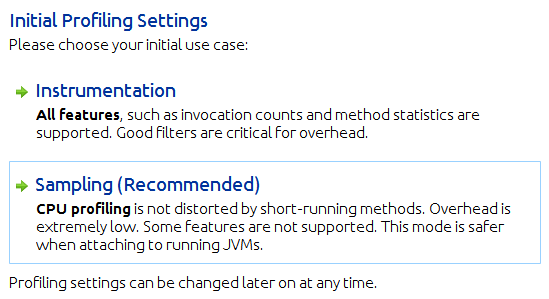 Initial Profiling Settings
Please choose your initial use case:
Instrumentation
All features, such as invocation counts and method statistics are
supported. Good filters are critical for overhead.
Sampling (Recommended)
CPU profiling is not distorted by short-running methods. Overhead is
extremely low. Some features are not supported. This mode is safer
when attaching to running JVMs.
Profiling settings can be changed later on at any time.